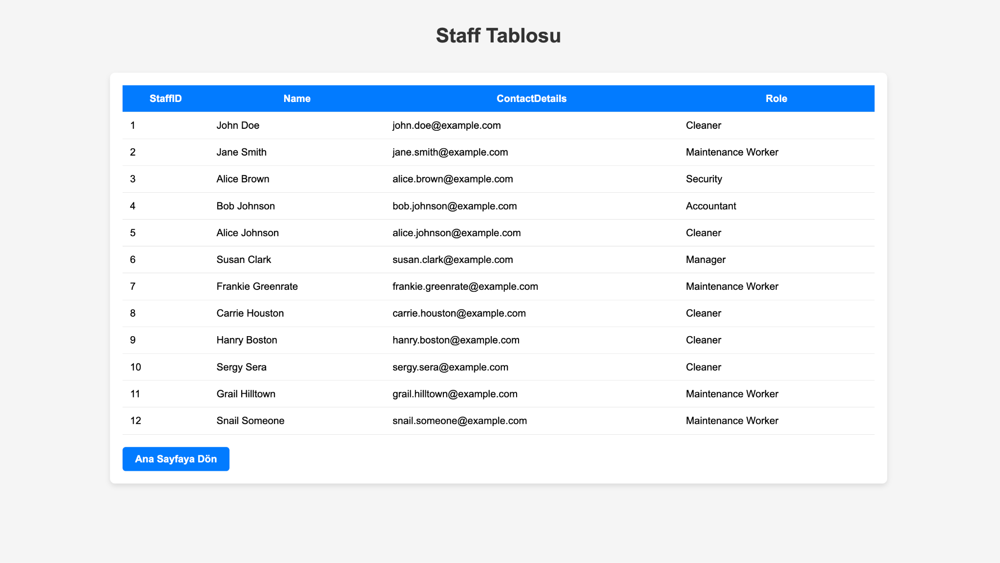 Staff Tablosu
StaffID Name ContactDetails Role
1 John Doe john.doe@example.com Cleaner
2 Jane Smith jane.smith@example.com Maintenance Worker
3 Alice Brown alice.brown@example.com Security
4 Bob Johnson bob.johnson@example.com Accountant
5 Alice Johnson alice.johnson@example.com Cleaner
6 Susan Clark susan.clark@example.com Manager
7 Frankie Greenrate frankie.greenrate@example.com Maintenance Worker
8 Carrie Houston carrie.houston@example.com Cleaner
9 Hanry Boston hanry.boston@example.com Cleaner
10 Sergy Sera sergy.sera@example.com Cleaner
11 Grail Hilltown grail.hilltown@example.com Maintenance Worker
12 Snail Someone snail.someone@example.com Maintenance Worker
Ana Sayfaya Dön